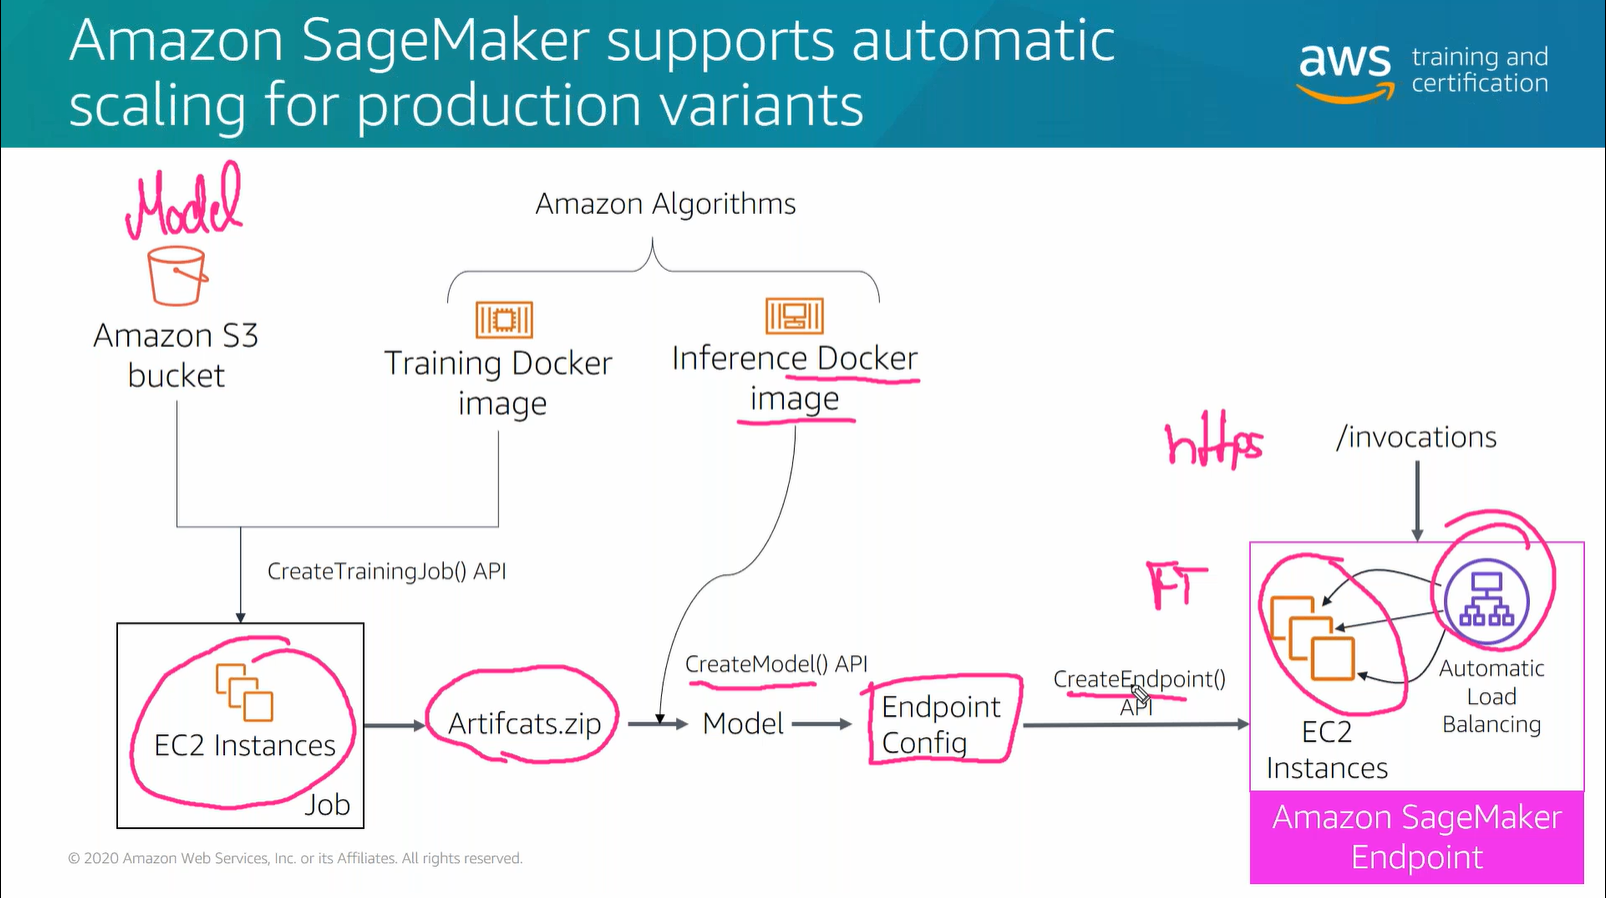 Amazon SageMaker supports automatic
scaling for production variants
aws
training and
certification
Model
Amazon Algorithms
Amazon S3
bucket
Training Docker
image
Inference Docker
image
https
/invocations
CreateTrainingJob() API
FT
CreateModel() API
CreateEndpoint()
API
Automatic
Load
Balancing
EC2 Instances
Job
Artifcats.zip
Model
Endpoint
Config
EC2
Instances
Amazon SageMaker
Endpoint
© 2020 Amazon Web Services, Inc. or its Affiliates. All rights reserved.